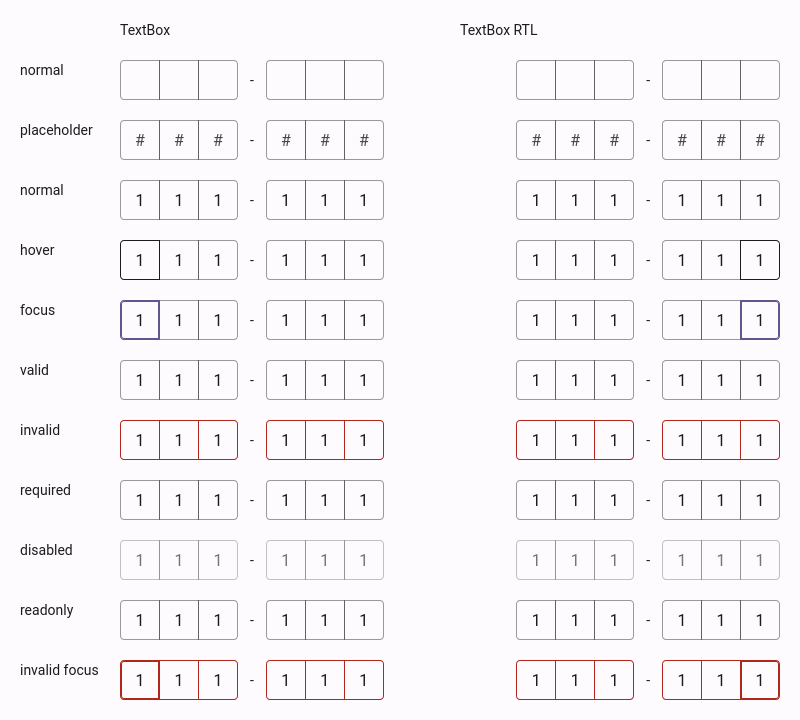 TextBox TextBox RTL
normal - -
placeholder # # # - # # # # # # - # # #
normal 1 1 1 - 1 1 1 1 1 1 - 1 1 1
hover 1 1 1 - 1 1 1 1 1 1 - 1 1 1
focus 1 1 1 - 1 1 1 1 1 1 - 1 1 1
valid 1 1 1 - 1 1 1 1 1 1 - 1 1 1
invalid 1 1 1 - 1 1 1 1 1 1 - 1 1 1
required 1 1 1 - 1 1 1 1 1 1 - 1 1 1
disabled 1 1 1 - 1 1 1 1 1 1 - 1 1 1
readonly 1 1 1 - 1 1 1 1 1 1 - 1 1 1
invalid focus 1 1 1 - 1 1 1 1 1 1 - 1 1 1